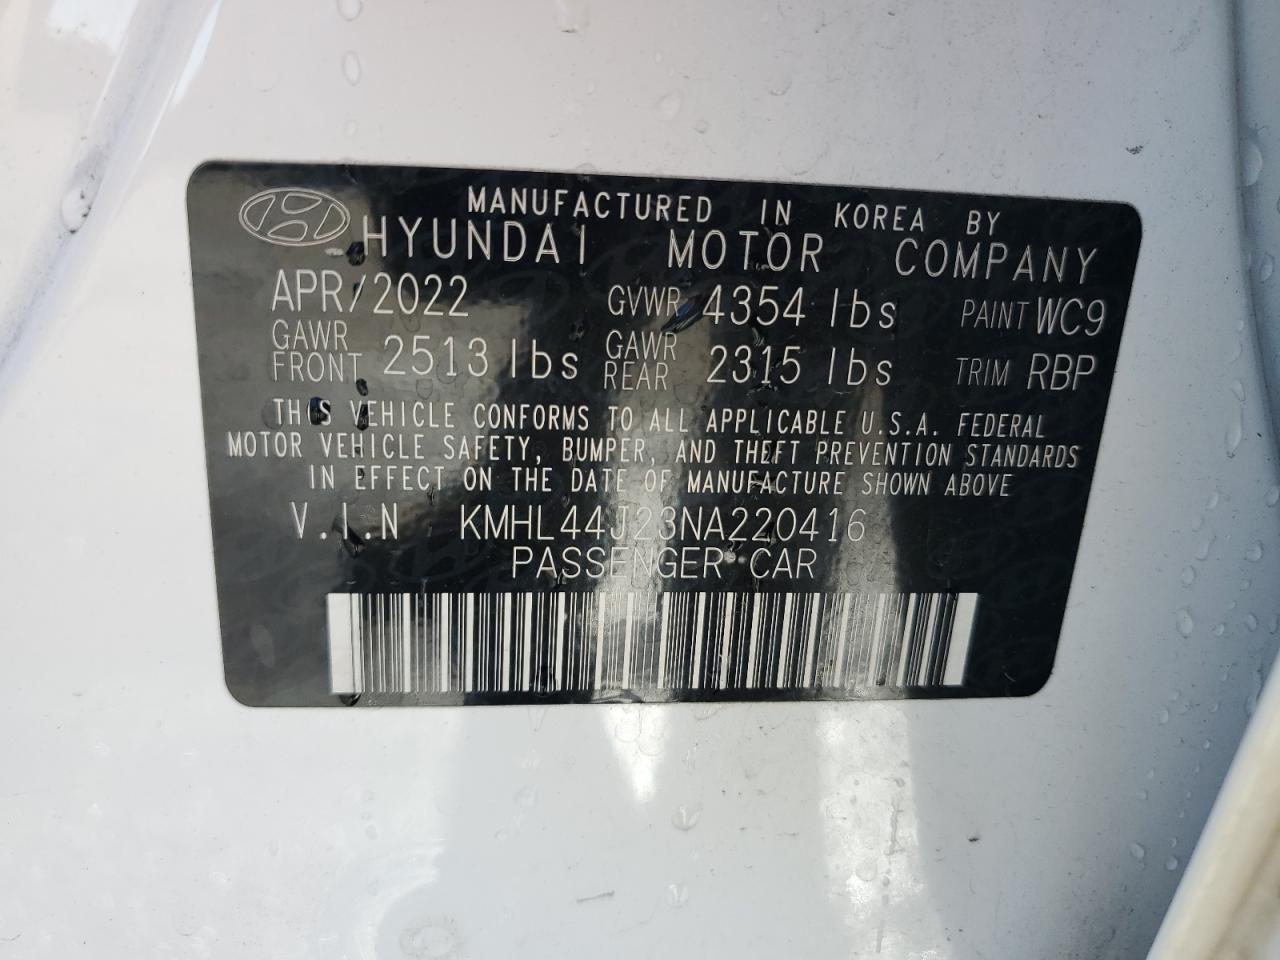 MANUFACTURED IN KOREA BY
HYUNDAI MOTOR COMPANY
APR/2022 GVWR 4354 lbs PAINT WC9
GAWR FRONT 2513 lbs GAWR REAR 2315 lbs TRIM RBP
THIS VEHICLE CONFORMS TO ALL APPLICABLE U.S.A. FEDERAL
MOTOR VEHICLE SAFETY, BUMPER, AND THEFT PREVENTION STANDARDS
IN EFFECT ON THE DATE OF MANUFACTURE SHOWN ABOVE
V.I.N KMHL44J23NA220416
PASSENGER CAR